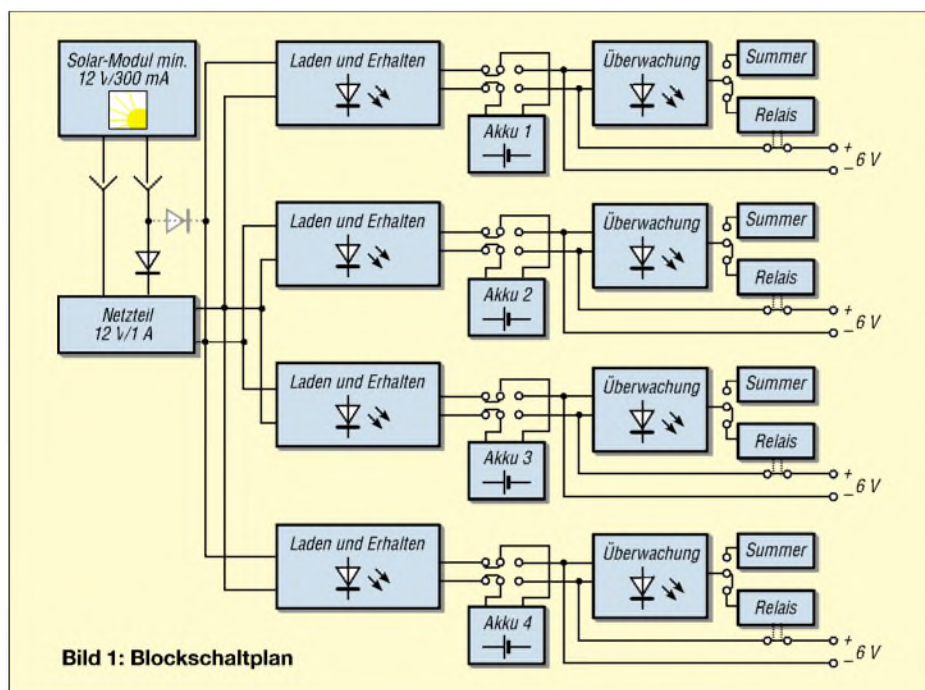 Solar-Modul min.
12 V/300 mA
Netzteil
12 V/1 A
Laden und Erhalten
Akku 1
Überwachung
Summer
Relais
+
– 6 V
Laden und Erhalten
Akku 2
Überwachung
Summer
Relais
+
– 6 V
Laden und Erhalten
Akku 3
Überwachung
Summer
Relais
+
– 6 V
Laden und Erhalten
Akku 4
Überwachung
Summer
Relais
+
– 6 V
Bild 1: Blockschaltplan